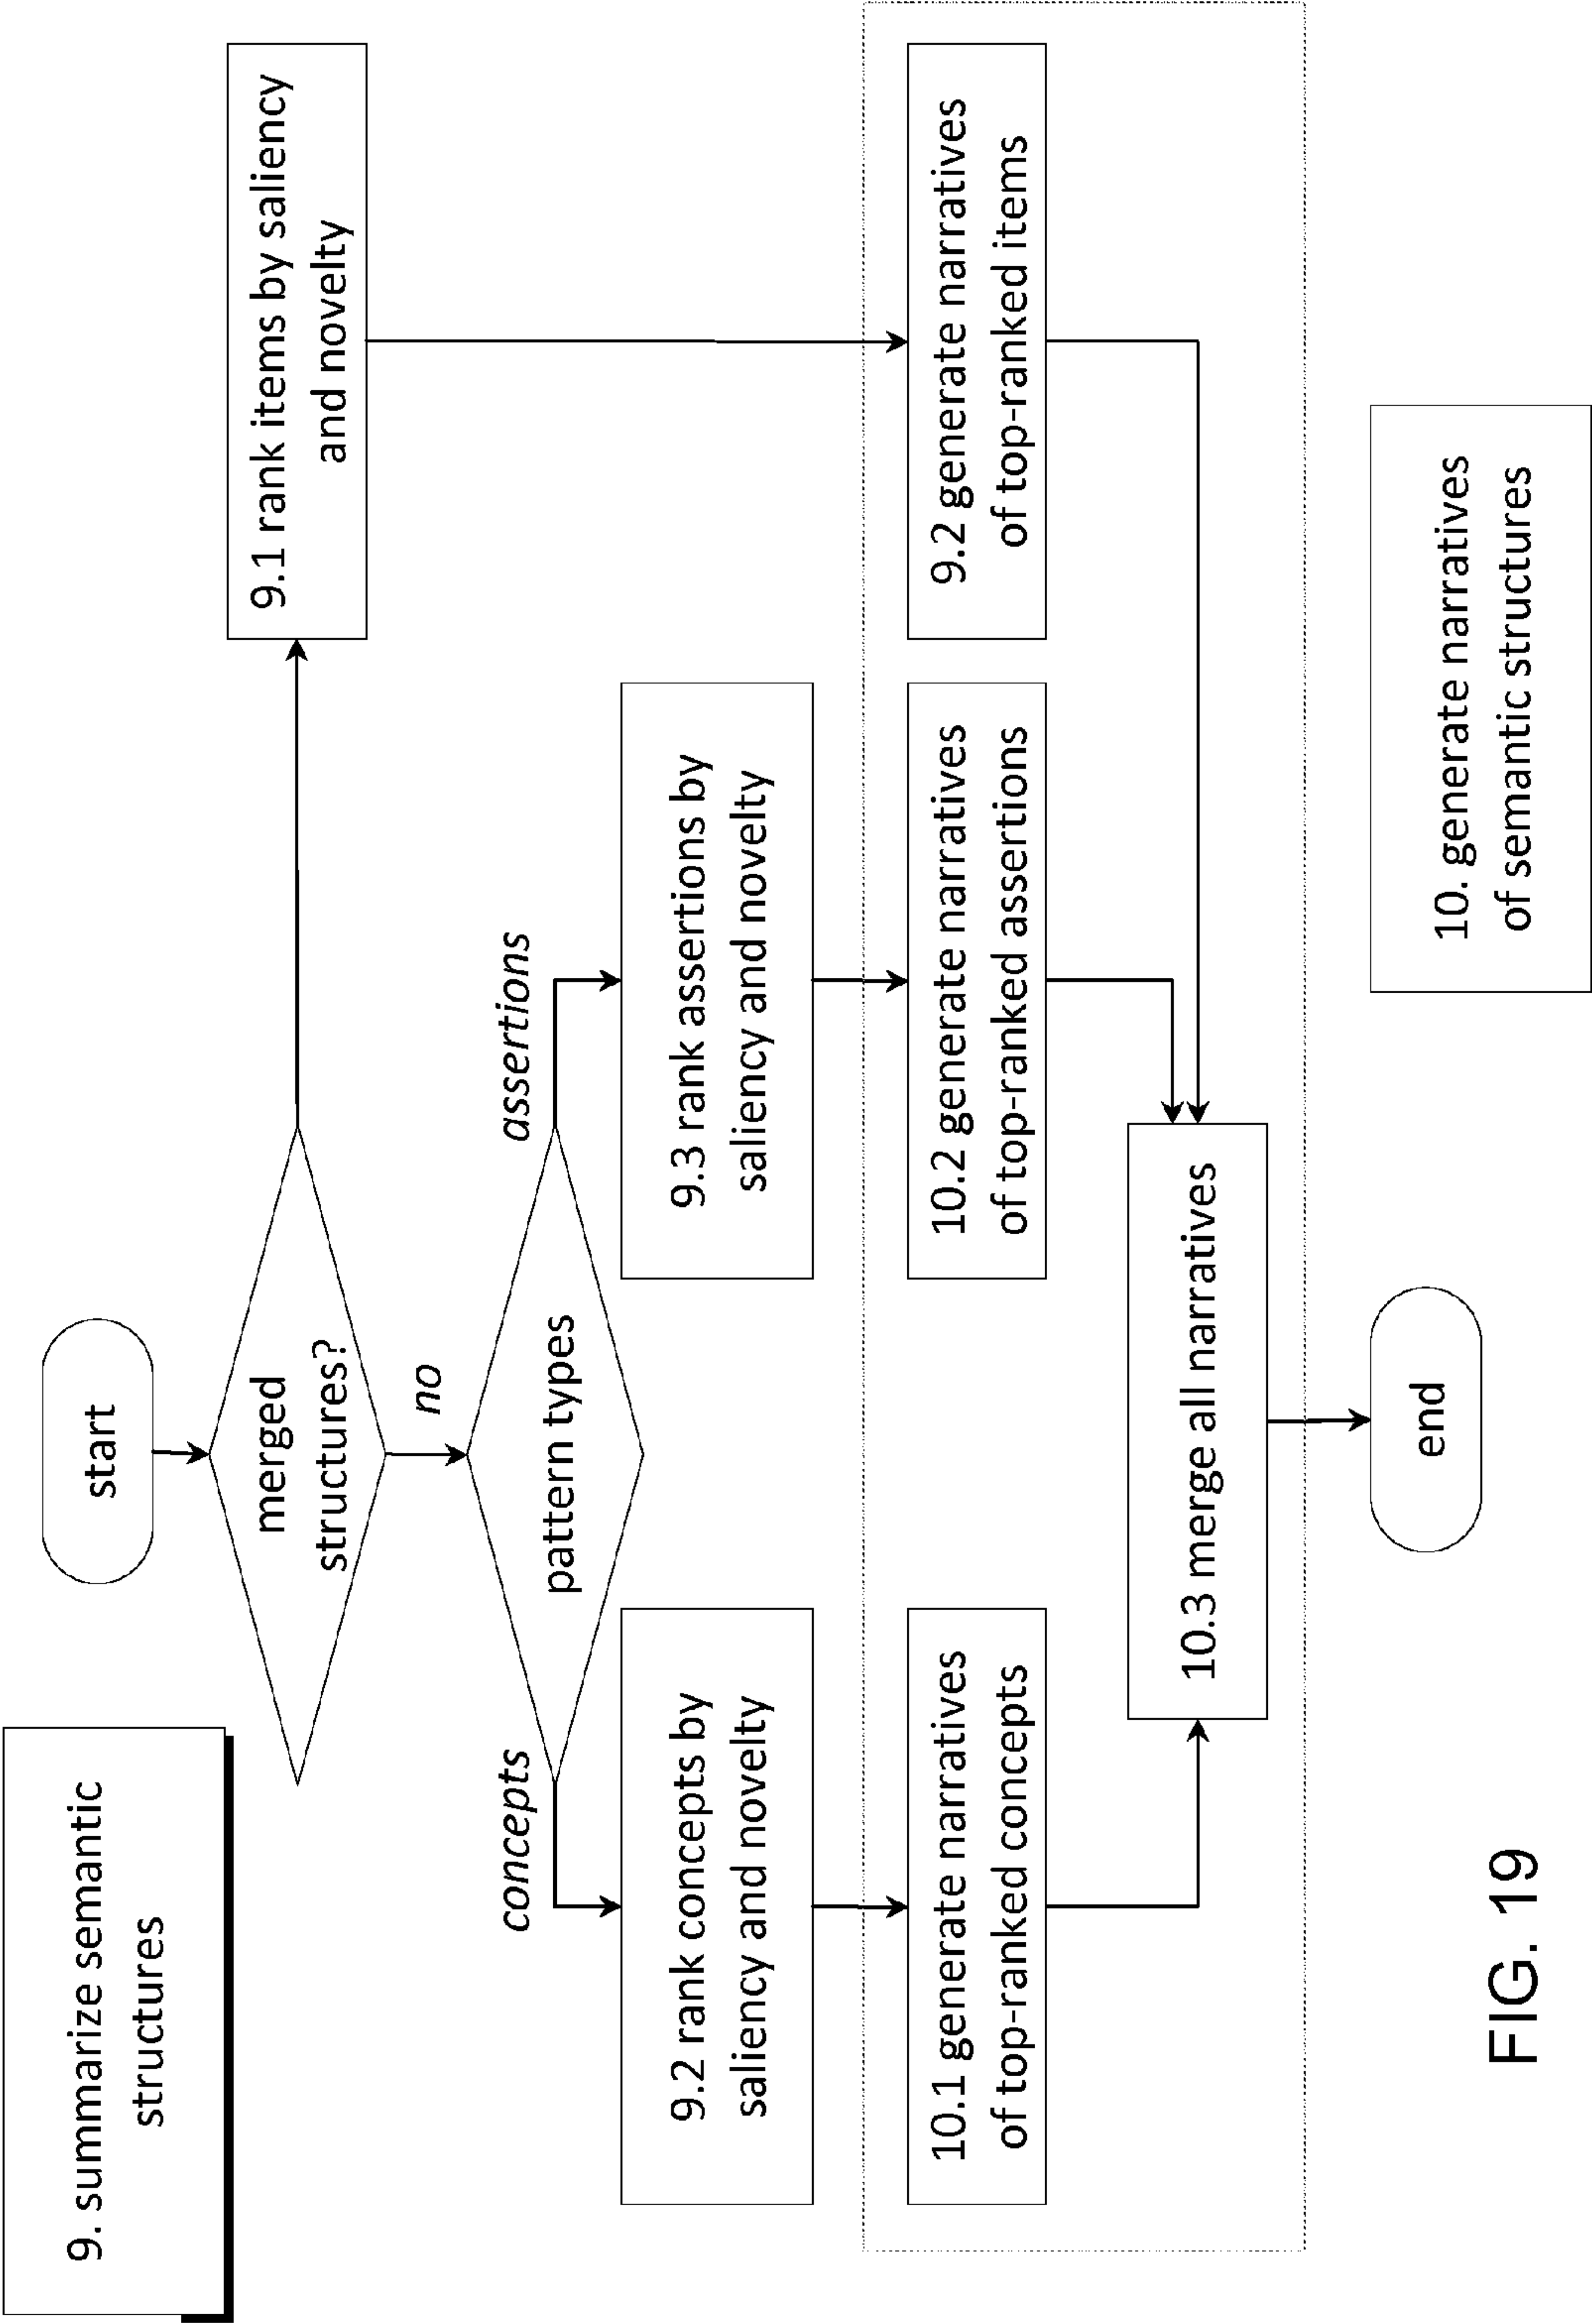 9. summarize semantic
structures
start
merged
structures?
no
9.1 rank items by saliency
and novelty
pattern types
concepts
assertions
9.2 rank concepts by
saliency and novelty
9.3 rank assertions by
saliency and novelty
10.1 generate narratives
of top-ranked concepts
10.2 generate narratives
of top-ranked assertions
9.2 generate narratives
of top-ranked items
10.3 merge all narratives
end
10. generate narratives
of semantic structures
FIG. 19